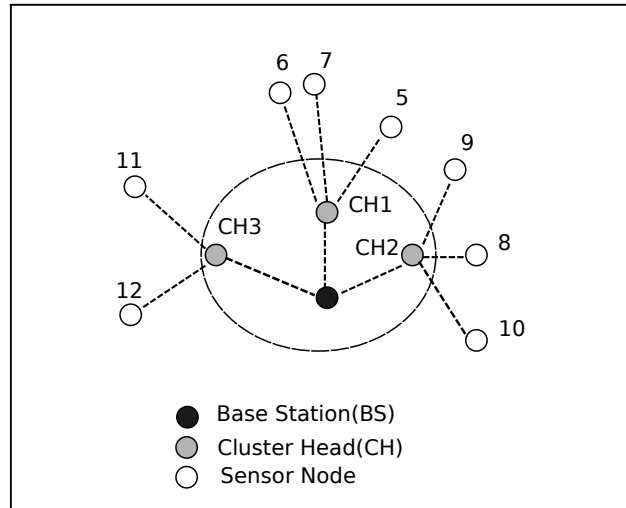 7
6
5
9
11
CH1
CH3
CH2
8
12
10
Base Station(BS)
Cluster Head(CH)
Sensor Node